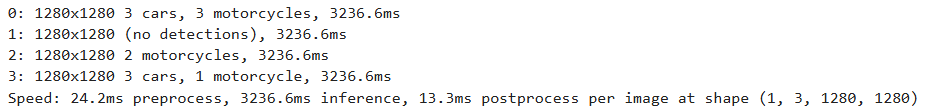 0: 1280x1280 3 cars, 3 motorcycles, 3236.6ms
1: 1280x1280 (no detections), 3236.6ms
2: 1280x1280 2 motorcycles, 3236.6ms
3: 1280x1280 3 cars, 1 motorcycle, 3236.6ms
Speed: 24.2ms preprocess, 3236.6ms inference, 13.3ms postprocess per image at shape (1, 3, 1280, 1280)